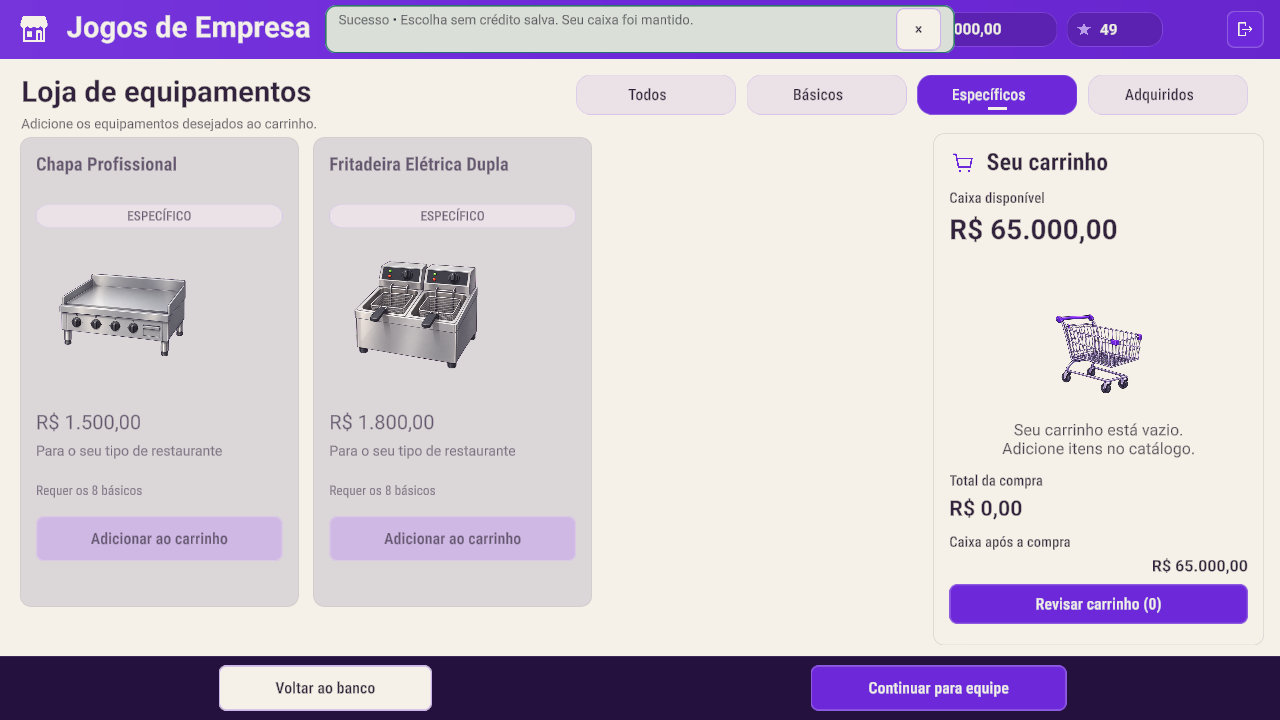 Jogos de Empresa
Sucesso • Escolha sem crédito salva. Seu caixa foi mantido.
×
000,00
49
Loja de equipamentos
Adicione os equipamentos desejados ao carrinho.
Todos
Básicos
Específicos
Adquiridos
Chapa Profissional
ESPECÍFICO
R$ 1.500,00
Para o seu tipo de restaurante
Requer os 8 básicos
Adicionar ao carrinho
Fritadeira Elétrica Dupla
ESPECÍFICO
R$ 1.800,00
Para o seu tipo de restaurante
Requer os 8 básicos
Adicionar ao carrinho
Seu carrinho
Caixa disponível
R$ 65.000,00
Seu carrinho está vazio.
Adicione itens no catálogo.
Total da compra
R$ 0,00
Caixa após a compra
R$ 65.000,00
Revisar carrinho (0)
Voltar ao banco
Continuar para equipe